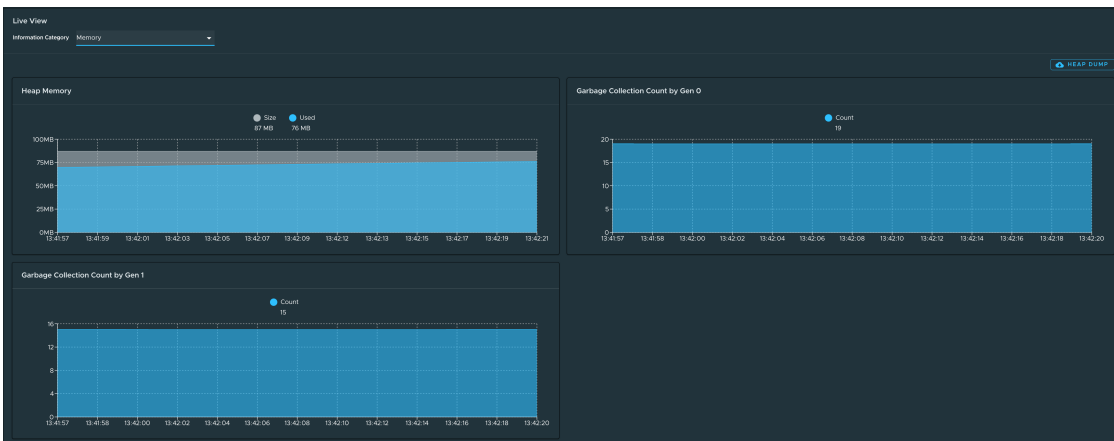 Live View
Information Category Memory
HEAP DUMP
Heap Memory
Size Used
87 MB 76 MB
100MB
75MB
50MB
25MB
0MB
13:41:57 13:41:59 13:42:01 13:42:03 13:42:05 13:42:07 13:42:09 13:42:12 13:42:13 13:42:15 13:42:17 13:42:19 13:42:21
Garbage Collection Count by Gen 0
Count
19
20
15
10
5
0
13:41:57 13:41:58 13:42:00 13:42:02 13:42:04 13:42:06 13:42:08 13:42:10 13:42:12 13:42:14 13:42:16 13:42:18 13:42:20
Garbage Collection Count by Gen 1
Count
15
16
12
8
4
0
13:41:57 13:41:58 13:42:00 13:42:02 13:42:04 13:42:06 13:42:08 13:42:10 13:42:12 13:42:14 13:42:16 13:42:18 13:42:20